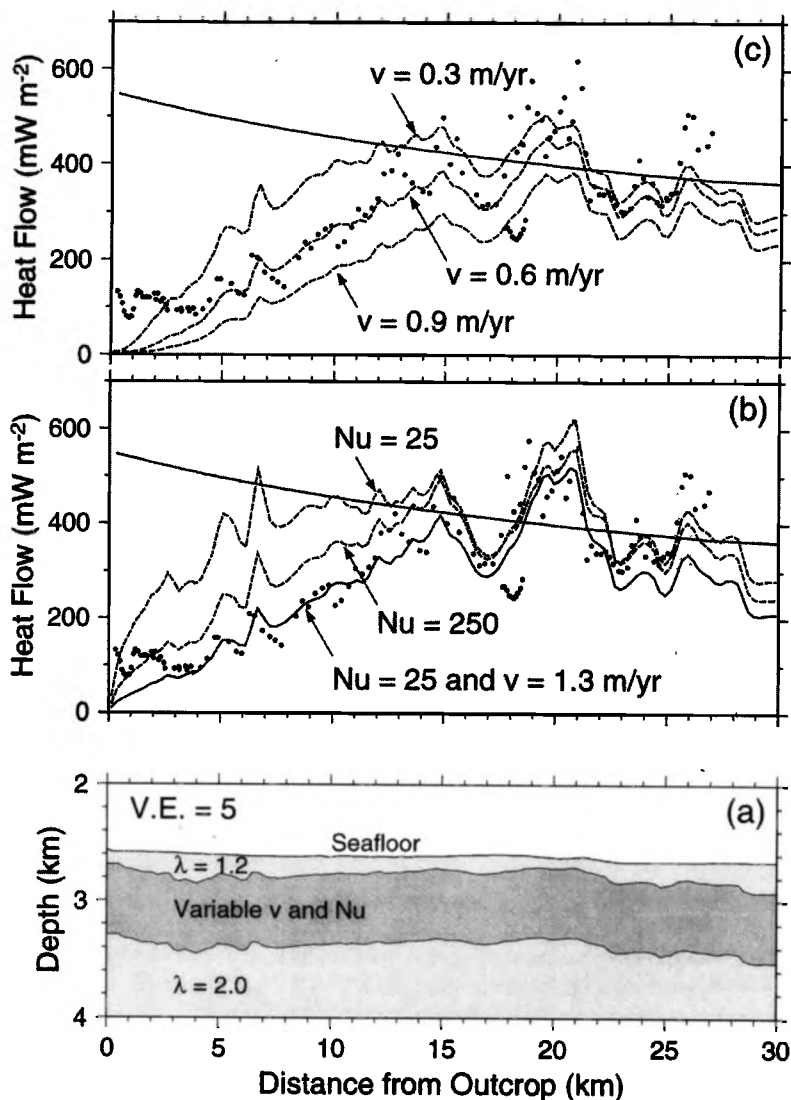 (c)
600
400
200
0
Heat Flow (mW m⁻²)
v = 0.3 m/yr.
v = 0.6 m/yr
v = 0.9 m/yr
(b)
600
400
200
0
Heat Flow (mW m⁻²)
Nu = 25
Nu = 250
Nu = 25 and v = 1.3 m/yr
(a)
V.E. = 5
2
3
4
Depth (km)
Seafloor
λ = 1.2
Variable v and Nu
λ = 2.0
0 5 10 15 20 25 30
Distance from Outcrop (km)